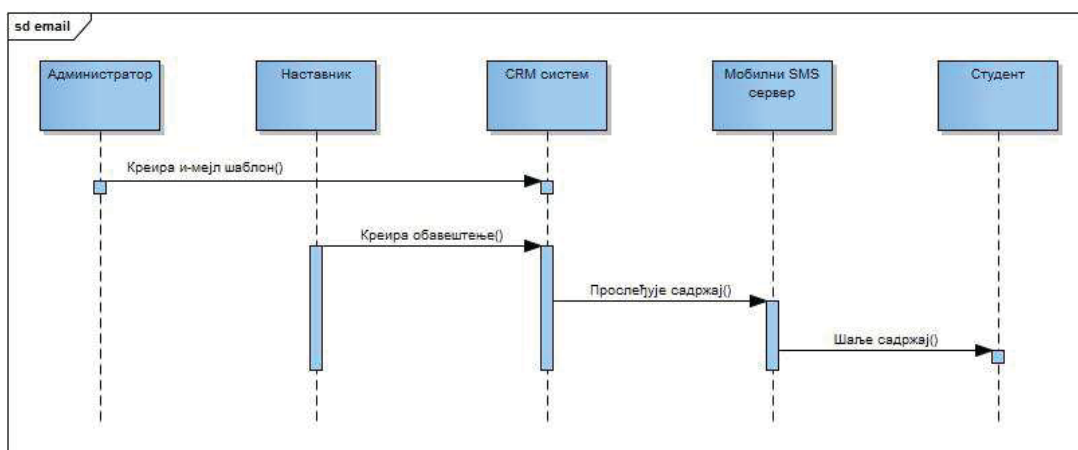 sd email
Администратор
Наставник
CRM систем
Мобилни SMS
сервер
Студент
Креира и-мејл шаблон()
Креира обавештење()
Прослеђује садржај()
Шаље садржај()